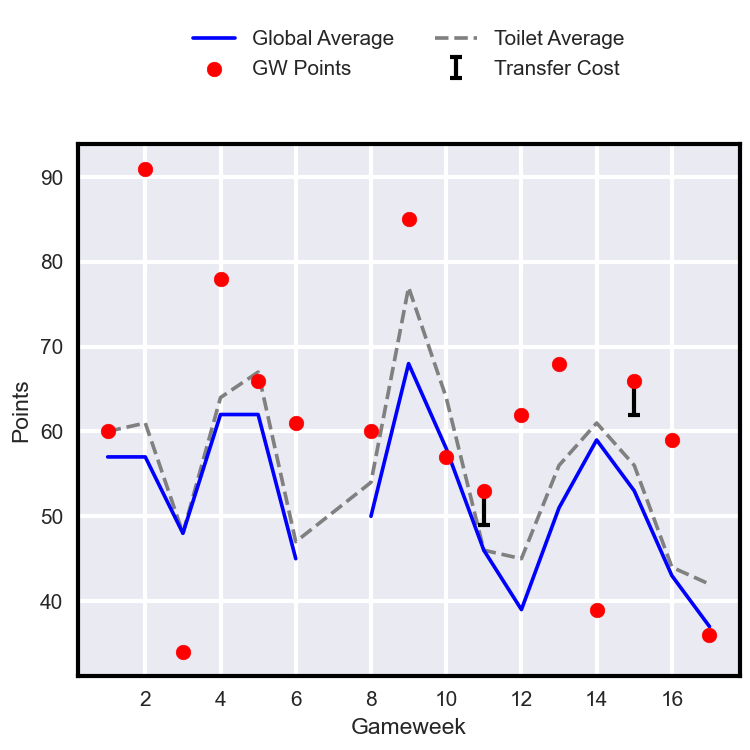 Global Average
Toilet Average
GW Points
Transfer Cost
90
80
70
60
50
40
Points
2 4 6 8 10 12 14 16
Gameweek